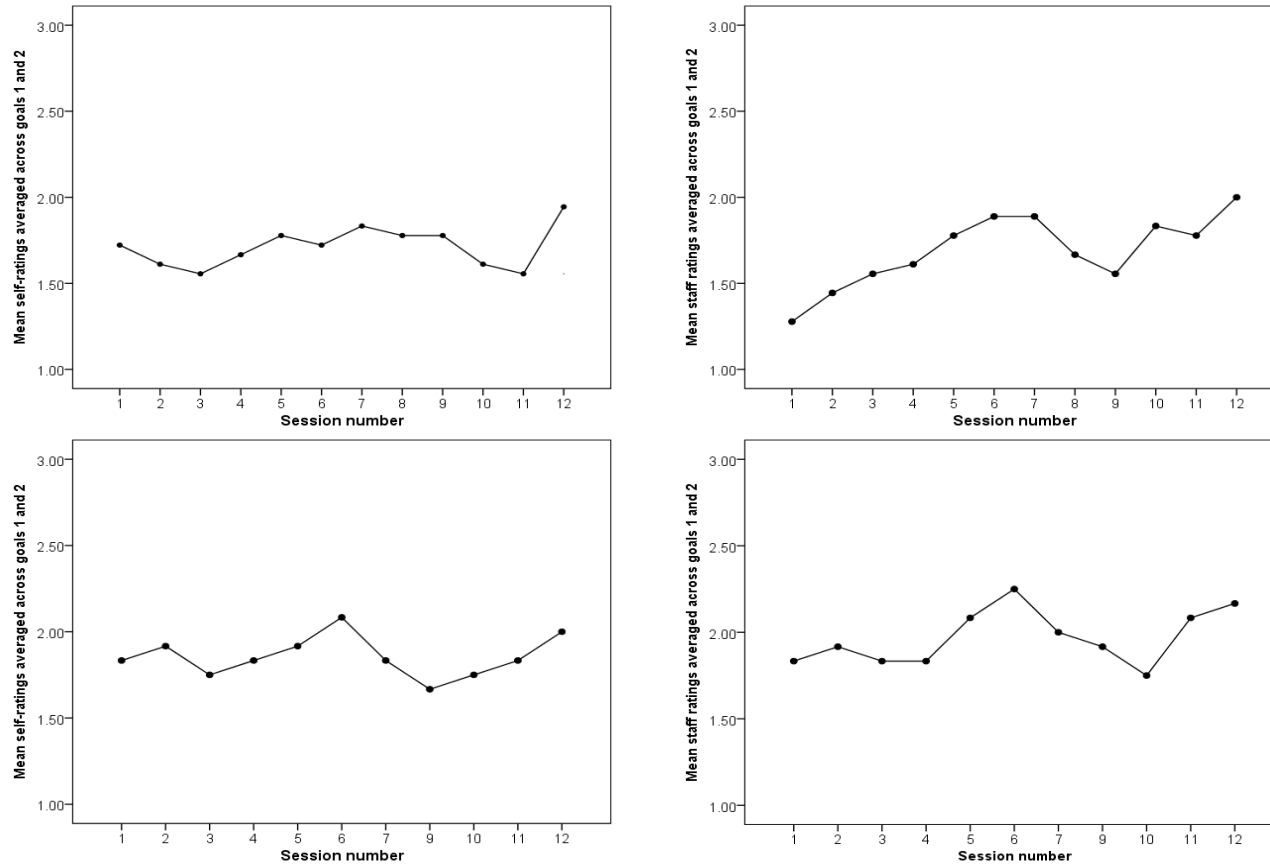 Mean self-ratings averaged across goals 1 and 2
3.00
2.50
2.00
1.50
1.00
1 2 3 4 5 6 7 8 9 10 11 12
Session number
Mean staff ratings averaged across goals 1 and 2
3.00
2.50
2.00
1.50
1.00
1 2 3 4 5 6 7 8 9 10 11 12
Session number
Mean self-ratings averaged across goals 1 and 2
3.00
2.50
2.00
1.50
1.00
1 2 3 4 5 6 7 9 10 11 12
Session number
Mean staff ratings averaged across goals 1 and 2
3.00
2.50
2.00
1.50
1.00
1 2 3 4 5 6 7 9 10 11 12
Session number